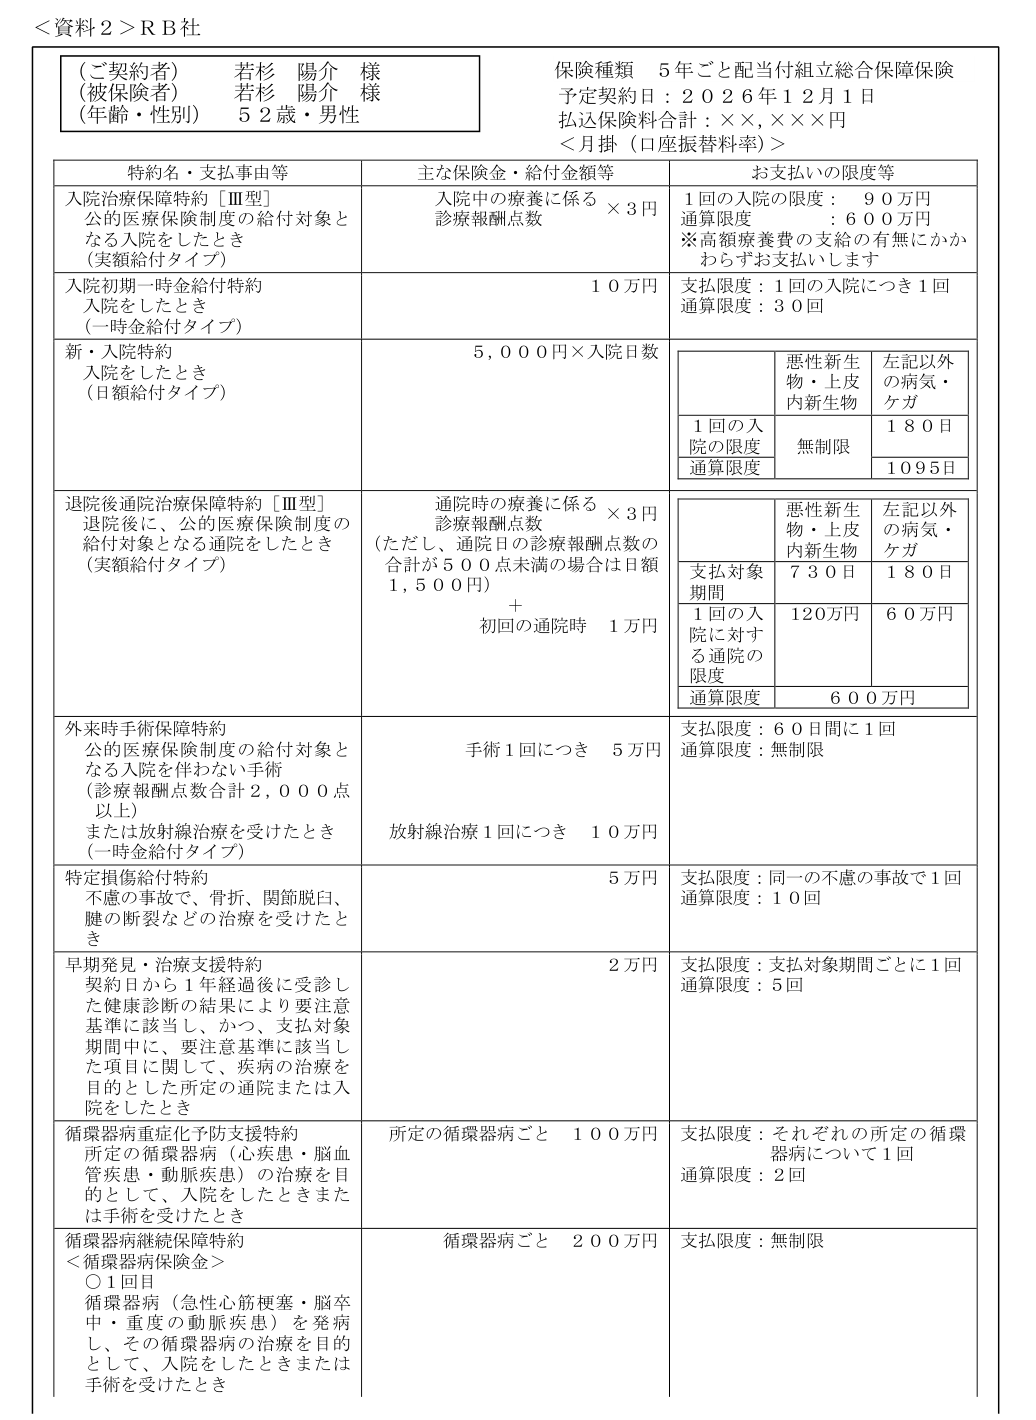 ＜資料２＞ＲＢ社
（ご契約者）　　若杉　陽介　様
（被保険者）　　若杉　陽介　様
（年齢・性別）　５２歳・男性
保険種類　５年ごと配当付組立総合保障保険
予定契約日：２０２６年１２月１日
払込保険料合計：××，×××円
＜月掛（口座振替料率）＞
特約名・支払事由等
主な保険金・給付金額等
お支払いの限度等
入院治療保障特約［Ⅲ型］
公的医療保険制度の給付対象と
なる入院をしたとき
（実額給付タイプ）
入院中の療養に係る
診療報酬点数
×３円
１回の入院の限度：　９０万円
通算限度　　　　：６００万円
※高額療養費の支給の有無にかか
わらずお支払いします
入院初期一時金給付特約
入院をしたとき
（一時金給付タイプ）
１０万円
支払限度：１回の入院につき１回
通算限度：３０回
新・入院特約
入院をしたとき
（日額給付タイプ）
５，０００円×入院日数
悪性新生
物・上皮
内新生物
左記以外
の病気・
ケガ
１回の入
院の限度
無制限
１８０日
通算限度
1095日
退院後通院治療保障特約［Ⅲ型］
退院後に、公的医療保険制度の
給付対象となる通院をしたとき
（実額給付タイプ）
通院時の療養に係る
診療報酬点数
×３円
（ただし、通院日の診療報酬点数の
合計が５００点未満の場合は日額
１，５００円）
＋
初回の通院時　１万円
悪性新生
物・上皮
内新生物
左記以外
の病気・
ケガ
支払対象
期間
７３０日
１８０日
１回の入
院に対す
る通院の
限度
120万円
６０万円
通算限度
６００万円
外来時手術保障特約
公的医療保険制度の給付対象と
なる入院を伴わない手術
（診療報酬点数合計２，０００点
以上）
または放射線治療を受けたとき
（一時金給付タイプ）
手術１回につき　５万円
放射線治療１回につき　１０万円
支払限度：６０日間に１回
通算限度：無制限
特定損傷給付特約
不慮の事故で、骨折、関節脱臼、
腱の断裂などの治療を受けたと
き
５万円
支払限度：同一の不慮の事故で１回
通算限度：１０回
早期発見・治療支援特約
契約日から１年経過後に受診し
た健康診断の結果により要注意
基準に該当し、かつ、支払対象
期間中に、要注意基準に該当し
た項目に関して、疾病の治療を
目的とした所定の通院または入
院をしたとき
２万円
支払限度：支払対象期間ごとに１回
通算限度：５回
循環器病重症化予防支援特約
所定の循環器病（心疾患・脳血
管疾患・動脈疾患）の治療を目
的として、入院をしたときまた
は手術を受けたとき
所定の循環器病ごと　１００万円
支払限度：それぞれの所定の循環
器病について１回
通算限度：２回
循環器病継続保障特約
＜循環器病保険金＞
○１回目
循環器病（急性心筋梗塞・脳卒
中・重度の動脈疾患）を発病
し、その循環器病の治療を目的
として、入院をしたときまたは
手術を受けたとき
循環器病ごと　２００万円
支払限度：無制限